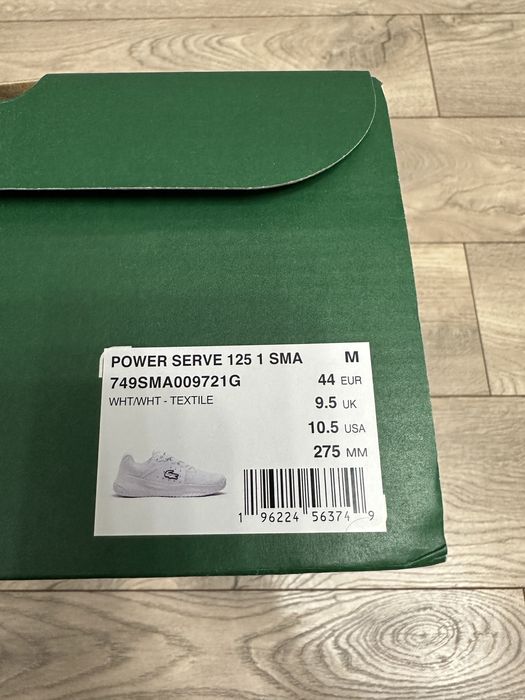 POWER SERVE 125 1 SMA M
749SMA009721G 44 EUR
WHT/WHT - TEXTILE 9.5 UK
10.5 USA
275 MM
1 96224 56374 9